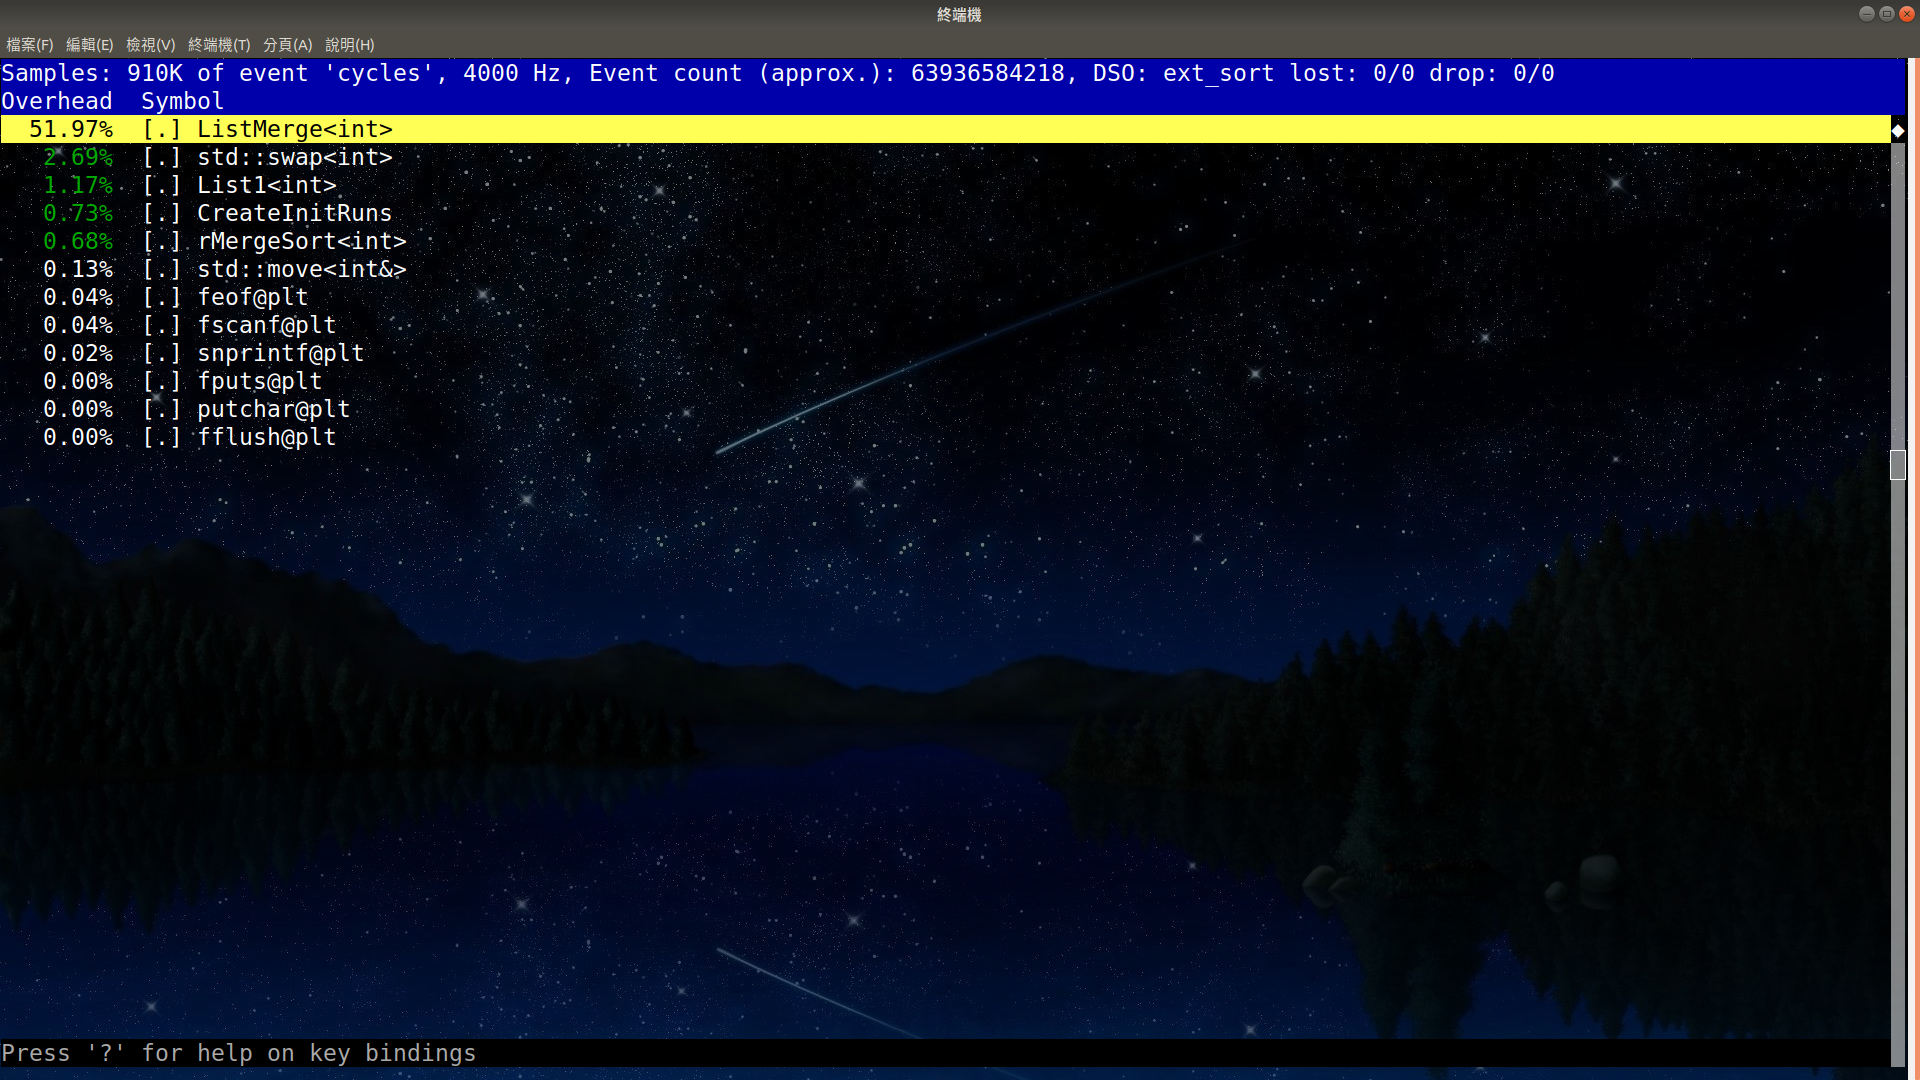 終端機
檔案(F) 編輯(E) 檢視(V) 終端機(T) 分頁(A) 說明(H)
Samples: 910K of event 'cycles', 4000 Hz, Event count (approx.): 63936584218, DSO: ext_sort lost: 0/0 drop: 0/0
Overhead  Symbol
51.97%  [.] ListMerge<int>
2.69%  [.] std::swap<int>
1.17%  [.] List1<int>
0.73%  [.] CreateInitRuns
0.68%  [.] rMergeSort<int>
0.13%  [.] std::move<int&>
0.04%  [.] feof@plt
0.04%  [.] fscanf@plt
0.02%  [.] snprintf@plt
0.00%  [.] fputs@plt
0.00%  [.] putchar@plt
0.00%  [.] fflush@plt
Press '?' for help on key bindings